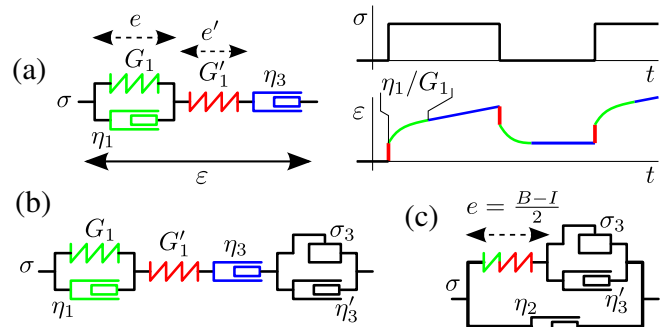 (a)
e
e′
G₁
G′₁
η₃
σ
η₁
ε
σ
t
η₁/G₁
ε
t
(b)
G₁
G′₁
η₃
σ₃
σ
η₁
η′₃
(c)
e = (B−I)/2
σ₃
σ
η′₃
η₂